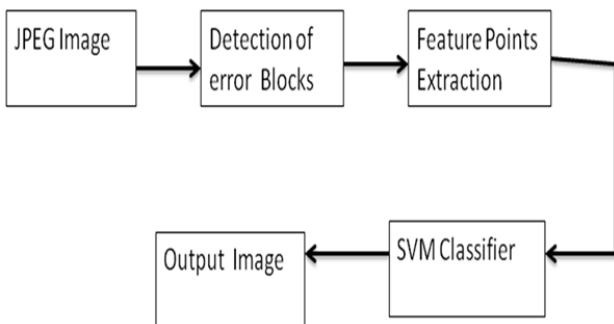 JPEG Image
Detection of
error Blocks
Feature Points
Extraction
SVM Classifier
Output Image